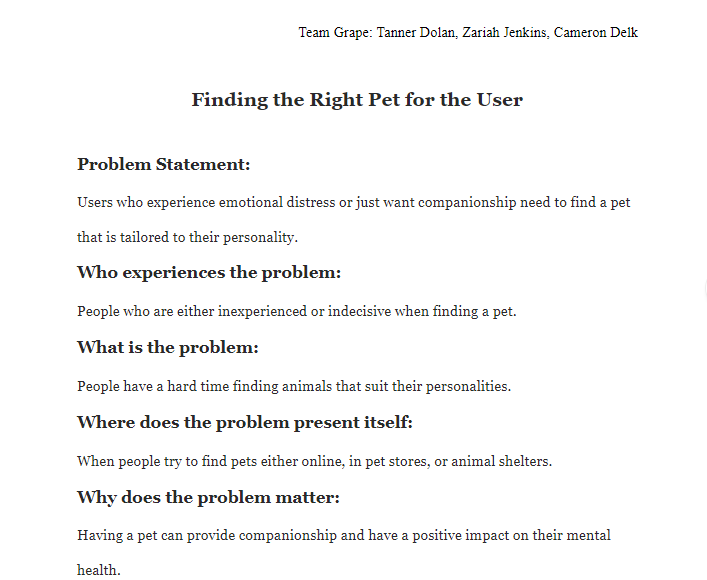 Team Grape: Tanner Dolan, Zariah Jenkins, Cameron Delk
Finding the Right Pet for the User
Problem Statement:
Users who experience emotional distress or just want companionship need to find a pet
that is tailored to their personality.
Who experiences the problem:
People who are either inexperienced or indecisive when finding a pet.
What is the problem:
People have a hard time finding animals that suit their personalities.
Where does the problem present itself:
When people try to find pets either online, in pet stores, or animal shelters.
Why does the problem matter:
Having a pet can provide companionship and have a positive impact on their mental
health.